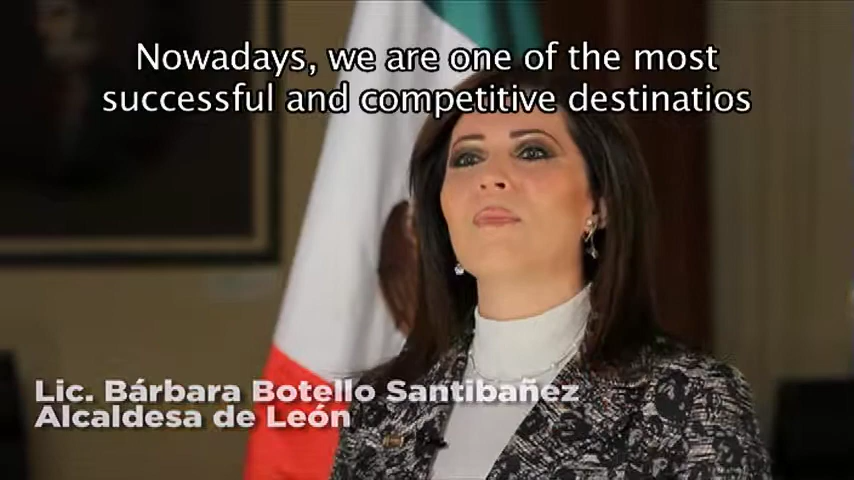 Nowadays, we are one of the most
successful and competitive destinatios
Lic. Bárbara Botello Santibañez
Alcaldesa de León